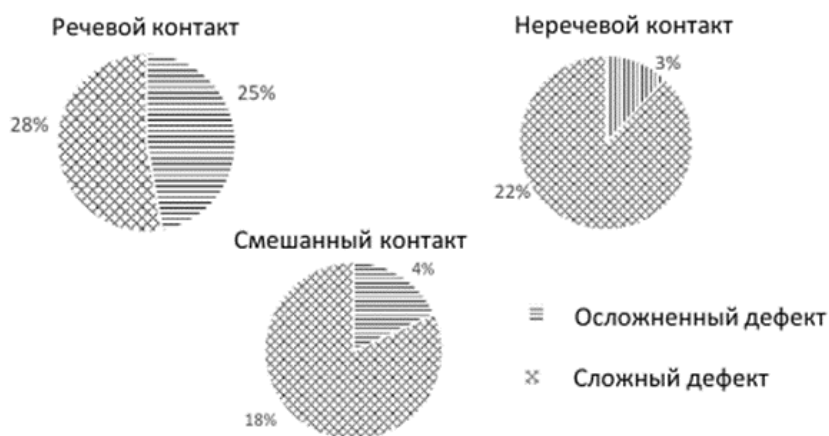 Речевой контакт
28%
25%
Неречевой контакт
3%
22%
Смешанный контакт
4%
18%
Осложненный дефект
Сложный дефект